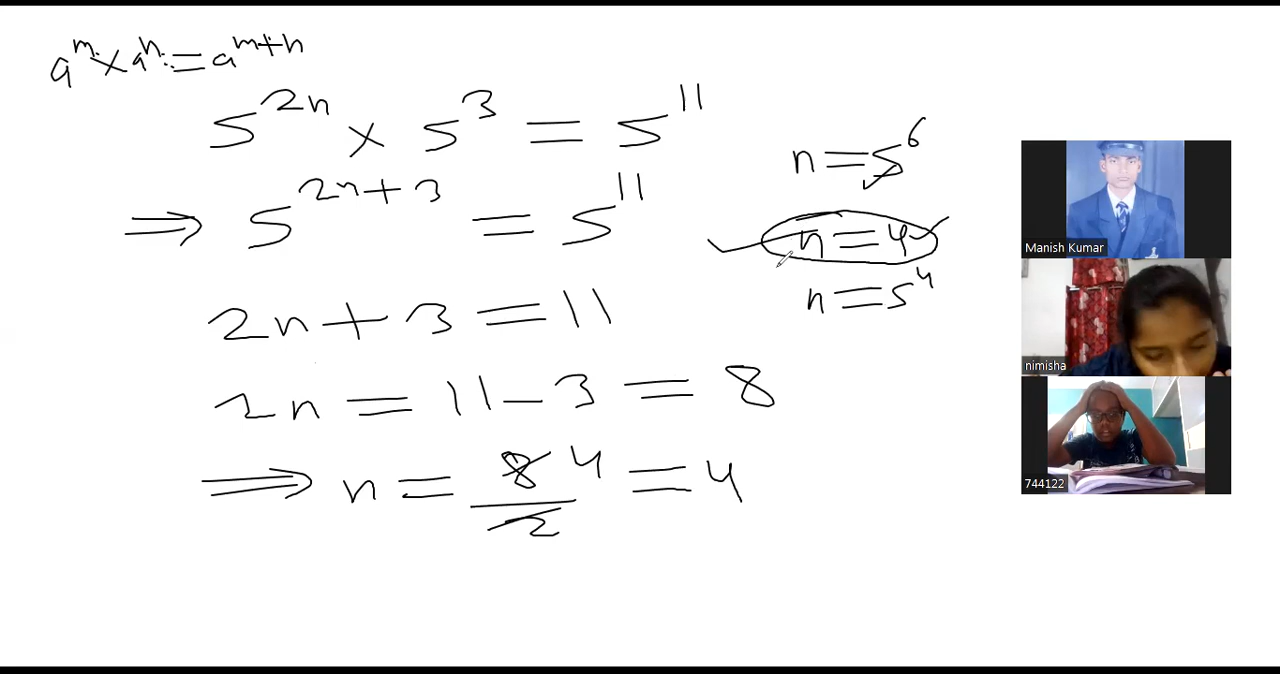 a^m × a^n = a^{m+n}
5^{2n} × 5^3 = 5^{11}
⇒ 5^{2n+3} = 5^{11}
2n + 3 = 11
2n = 11 - 3 = 8
⇒ n = 8/2 4 = 4
n = 5^6
n = 4
n = 5^4
Manish Kumar
nimisha
744122